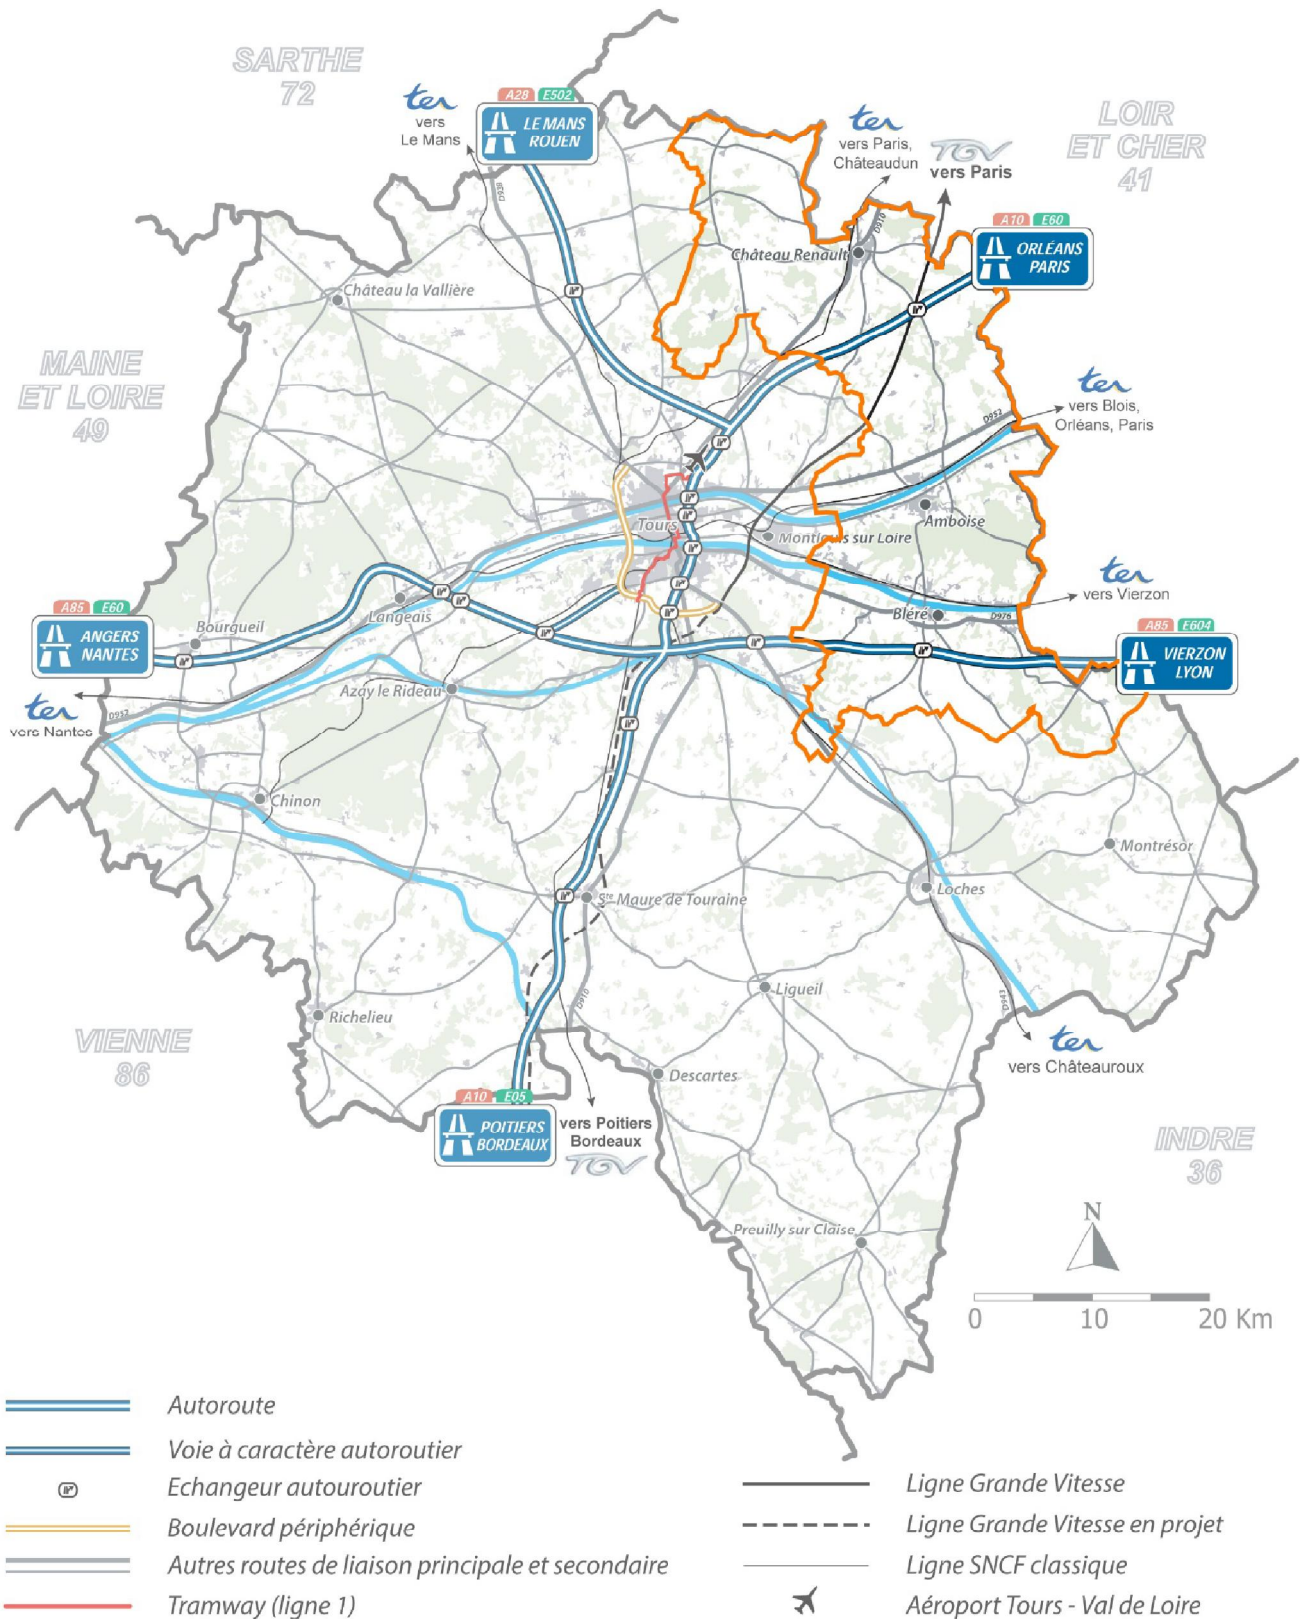 SARTHE
72
ter
vers
Le Mans
A28 E502
LE MANS
ROUEN
ter
vers Paris,
Châteaudun
TGV
vers Paris
LOIR
ET CHER
41
A10 E60
ORLÉANS
PARIS
D938
D910
Château Renault
Château la Vallière
MAINE
ET LOIRE
49
ter
vers Blois,
Orléans, Paris
D952
Tours
Amboise
Montlouis sur Loire
ter
vers Vierzon
Bléré
D976
A85 E60
ANGERS
NANTES
Bourgueil
Langeais
A85 E604
VIERZON
LYON
Azay le Rideau
ter
vers Nantes
D952
Chinon
Montrésor
Loches
Ste Maure de Touraine
Ligueil
D910
D943
Richelieu
VIENNE
86
ter
vers Châteauroux
Descartes
A10 E05
POITIERS
BORDEAUX
vers Poitiers
Bordeaux
TGV
INDRE
36
Preuilly sur Claise
N
0 10 20 Km
Autoroute
Voie à caractère autoroutier
Echangeur autouroutier
Boulevard périphérique
Autres routes de liaison principale et secondaire
Tramway (ligne 1)
Ligne Grande Vitesse
Ligne Grande Vitesse en projet
Ligne SNCF classique
Aéroport Tours - Val de Loire